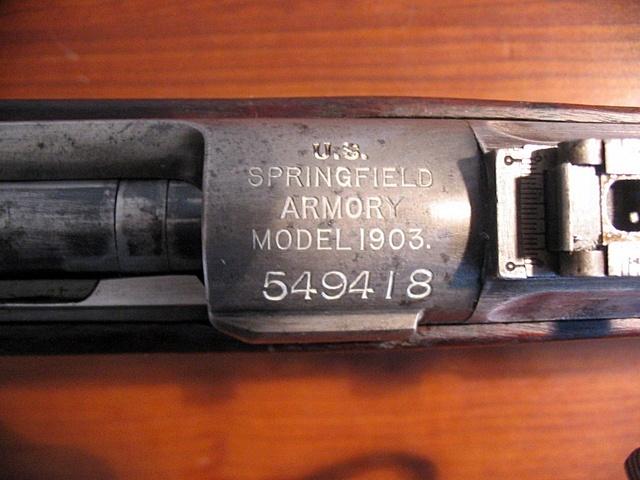 U.S.
SPRINGFIELD
ARMORY
MODEL 1903.
549418